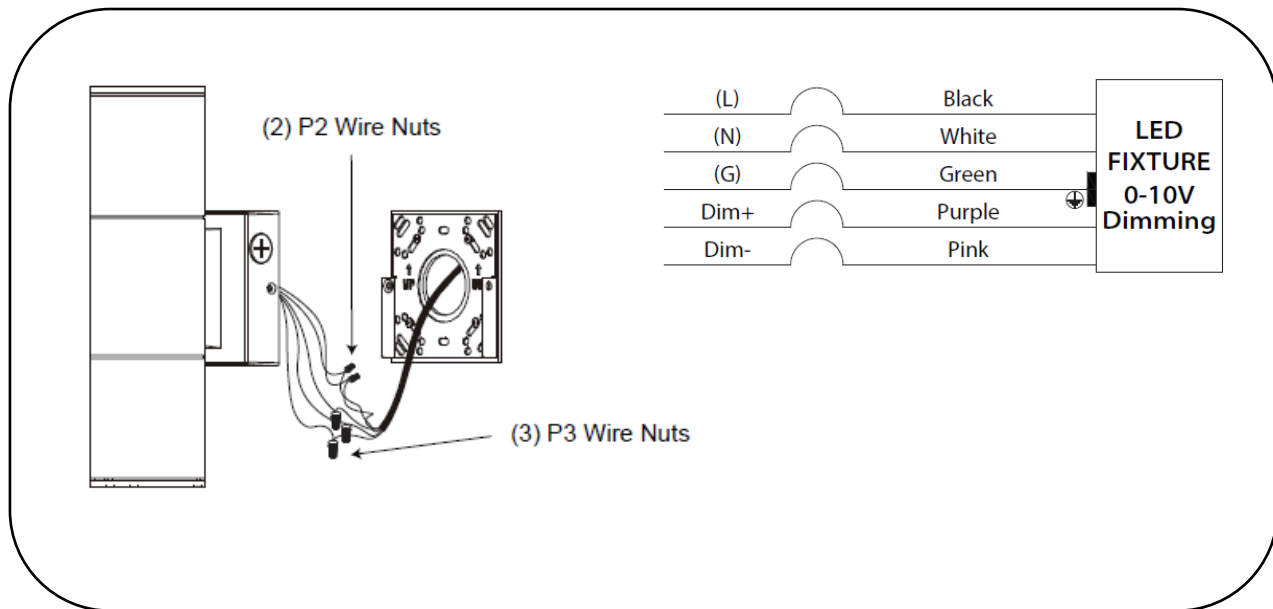 (2) P2 Wire Nuts
UP
(3) P3 Wire Nuts
(L) Black
(N) White
(G) Green
Dim+ Purple
Dim- Pink
LED
FIXTURE
0-10V
Dimming